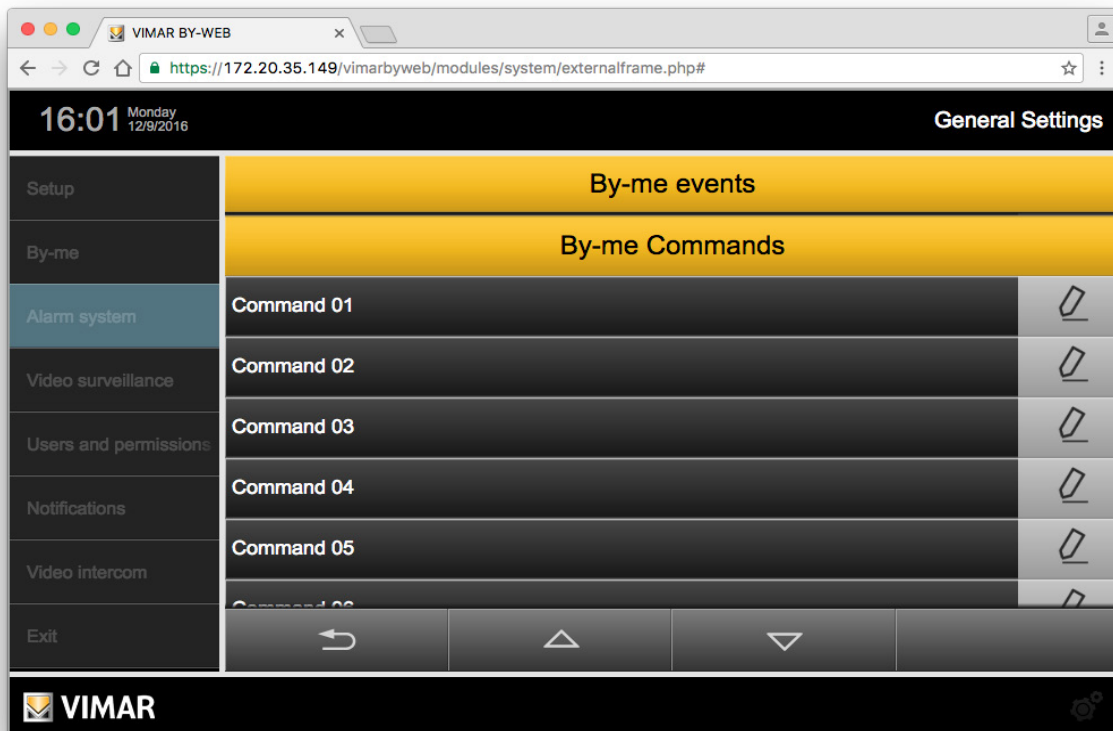 VIMAR BY-WEB
https://172.20.35.149/vimarbyweb/modules/system/externalframe.php#
16:01 Monday
12/9/2016
General Settings
Setup
By-me
Alarm system
Video surveillance
Users and permissions
Notifications
Video intercom
Exit
By-me events
By-me Commands
Command 01
Command 02
Command 03
Command 04
Command 05
Command 06
VIMAR